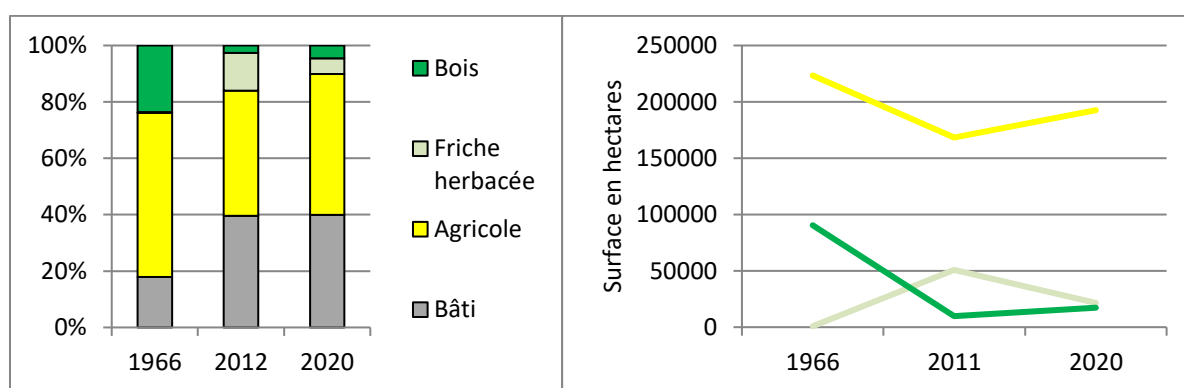 100%
80%
60%
40%
20%
0%
1966 2012 2020
Bois
Friche
herbacée
Agricole
Bâti
Surface en hectares
250000
200000
150000
100000
50000
0
1966 2011 2020